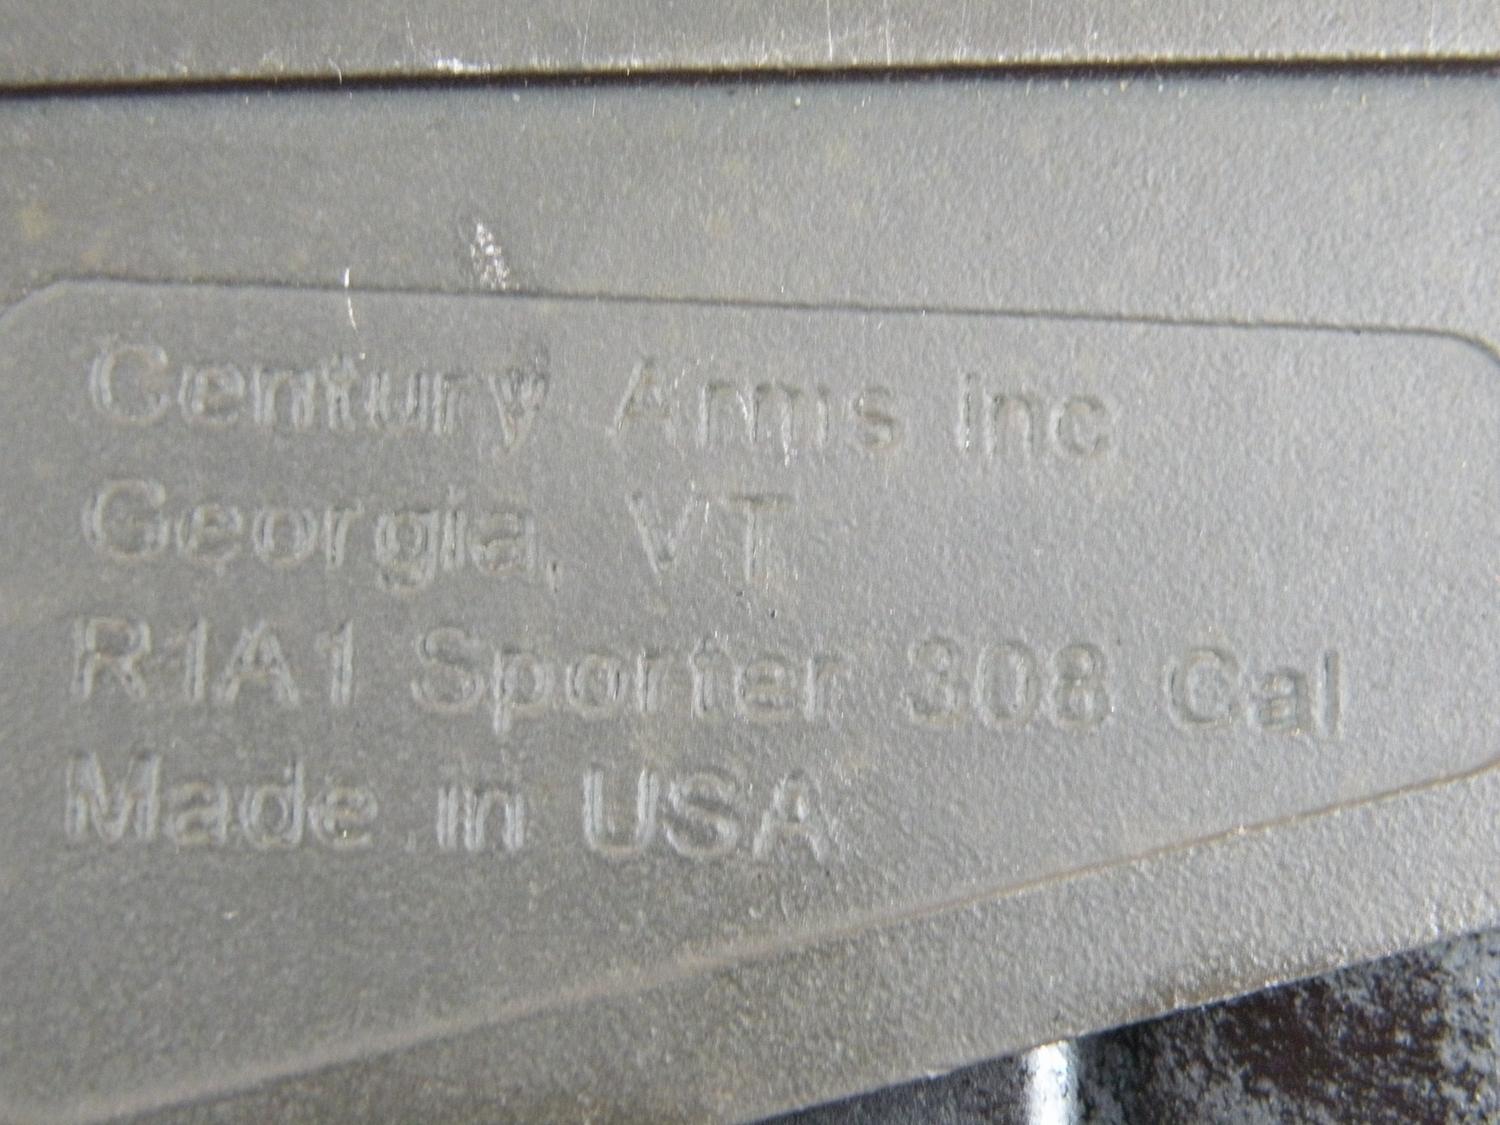 Century Arms Inc
Georgia, VT
R1A1 Sporter 308 Cal
Made in USA